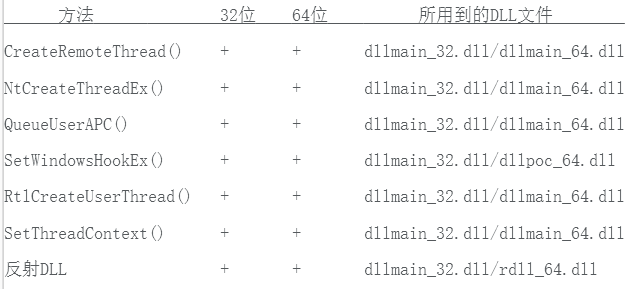 方法 32位 64位 所用到的DLL文件
CreateRemoteThread() + + dllmain_32.dll/dllmain_64.dll
NtCreateThreadEx() + + dllmain_32.dll/dllmain_64.dll
QueueUserAPC() + + dllmain_32.dll/dllmain_64.dll
SetWindowsHookEx() + + dllmain_32.dll/dllpoc_64.dll
RtlCreateUserThread() + + dllmain_32.dll/dllmain_64.dll
SetThreadContext() + + dllmain_32.dll/dllmain_64.dll
反射DLL + + dllmain_32.dll/rdll_64.dll